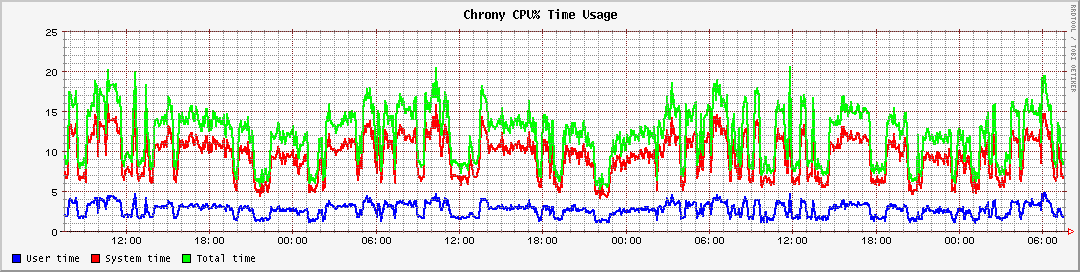 Chrony CPU% Time Usage
RRDTOOL / TOBI OETIKER
25
20
15
10
5
0
12:00 18:00 00:00 06:00 12:00 18:00 00:00 06:00 12:00 18:00 00:00 06:00
User time System time Total time